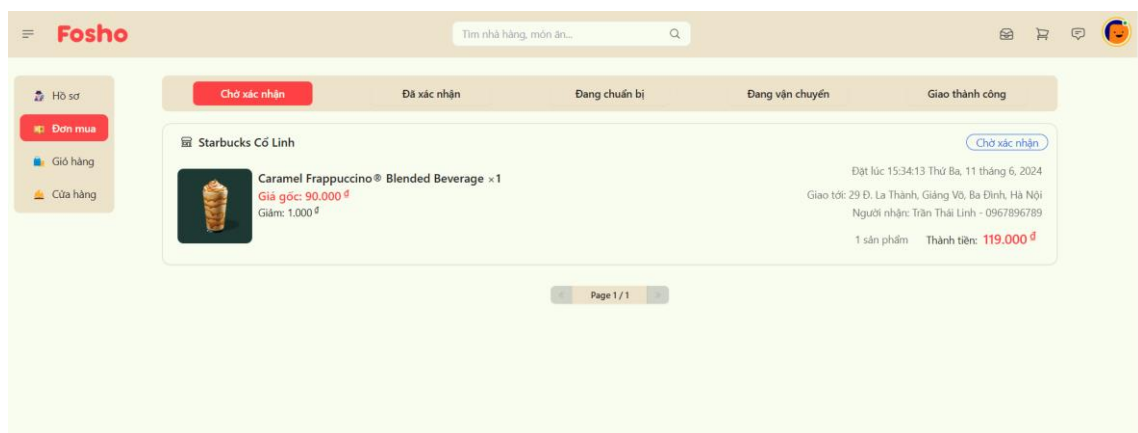 Fosho
Tìm nhà hàng, món ăn...
Hồ sơ
Đơn mua
Giỏ hàng
Cửa hàng
Chờ xác nhận
Đã xác nhận
Đang chuẩn bị
Đang vận chuyển
Giao thành công
Starbucks Cổ Linh
Chờ xác nhận
Caramel Frappuccino® Blended Beverage ×1
Giá gốc: 90.000 ₫
Giảm: 1.000 ₫
Đặt lúc 15:34:13 Thứ Ba, 11 tháng 6, 2024
Giao tới: 29 Đ. La Thành, Giảng Võ, Ba Đình, Hà Nội
Người nhận: Trần Thái Linh - 0967896789
1 sản phẩm Thành tiền: 119.000 ₫
< Page 1 / 1 >